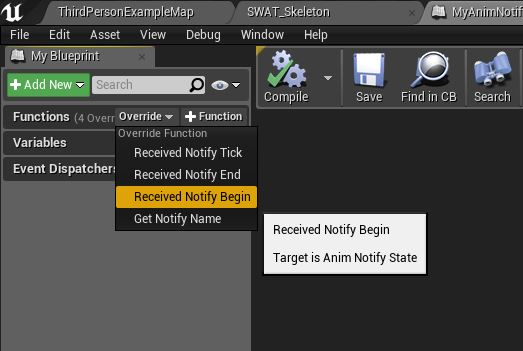 ThirdPersonExampleMap
SWAT_Skeleton
MyAnimNotif
File Edit Asset View Debug Window Help
My Blueprint
+ Add New
Search
Compile
Save
Find in CB
Search
Functions (4 Overr
Override
+ Function
Override Function
Variables
Received Notify Tick
Event Dispatchers
Received Notify End
Received Notify Begin
Get Notify Name
Received Notify Begin
Target is Anim Notify State